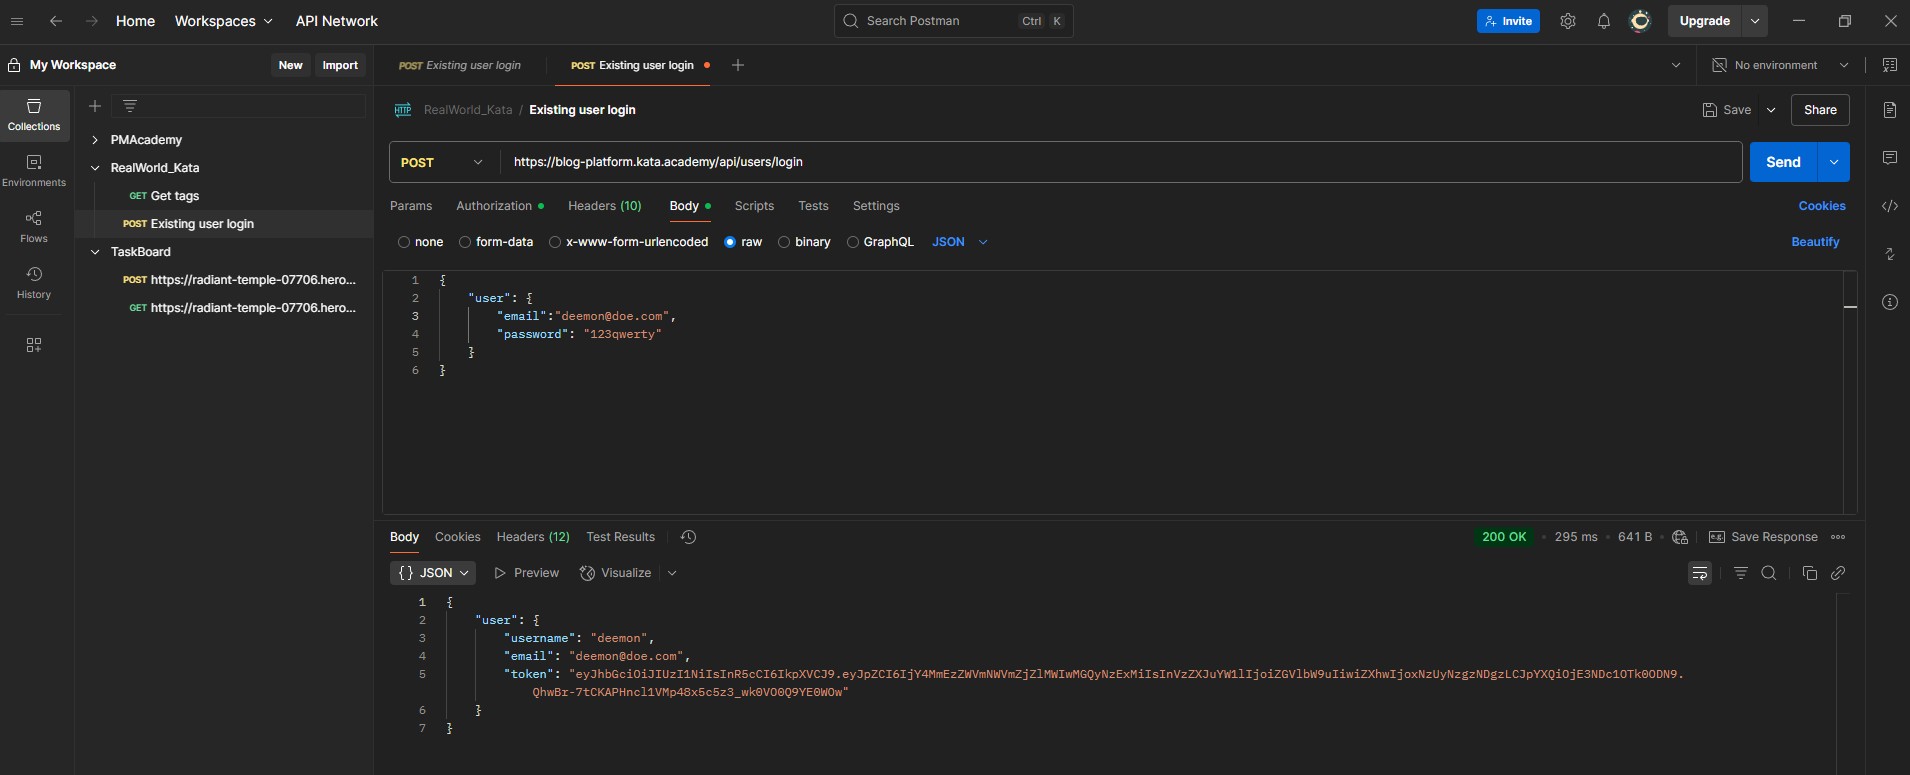 Home Workspaces API Network Search Postman Ctrl K Invite Upgrade
My Workspace New Import POST Existing user login POST Existing user login No environment
Collections
Environments
Flows
History
PMAcademy
RealWorld_Kata
GET Get tags
POST Existing user login
TaskBoard
POST https://radiant-temple-07706.hero...
GET https://radiant-temple-07706.hero...
HTTP RealWorld_Kata / Existing user login Save Share
POST https://blog-platform.kata.academy/api/users/login Send
Params Authorization Headers (10) Body Scripts Tests Settings Cookies
none form-data x-www-form-urlencoded raw binary GraphQL JSON Beautify
1 {
2 "user": {
3 "email":"deemon@doe.com",
4 "password": "123qwerty"
5 }
6 }
Body Cookies Headers (12) Test Results 200 OK 295 ms 641 B e.g. Save Response
{} JSON Preview Visualize
1 {
2 "user": {
3 "username": "deemon",
4 "email": "deemon@doe.com",
5 "token": "eyJhbGciOiJIUzI1NiIsInR5cCI6IkpXVCJ9.eyJpZCI6IjY4MmEzZWVmNWVmZjZlMWIwMGQyNzExMiIsInVzZXJuYW1lIjoiZGVlbW9uIiwiZXhwIjoxNzUyNzgzNDgzLCJpYXQiOjE3NDc1OTk0ODN9.
QhwBr-7tCKAPHncl1VMp48x5c5z3_wk0VO0Q9YE0WOw"
6 }
7 }